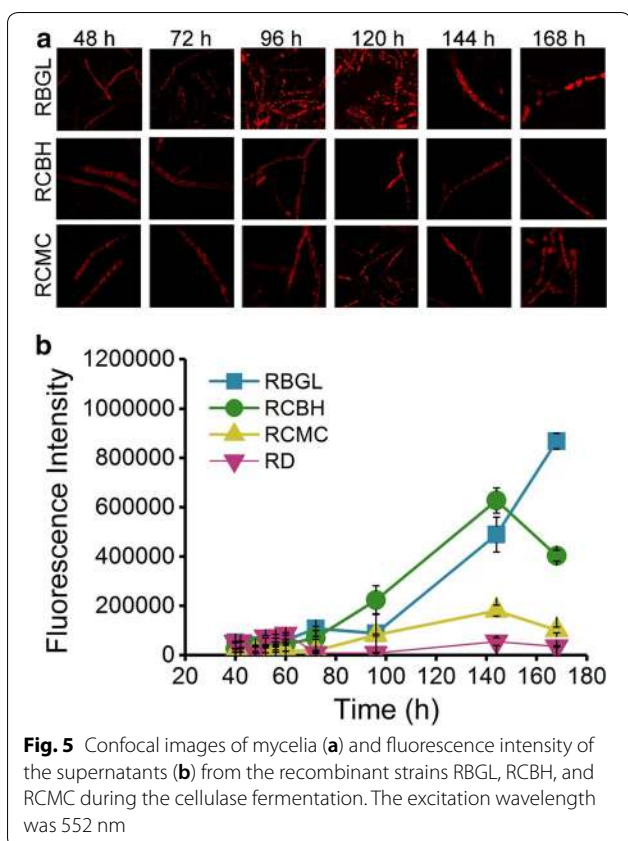 a
48 h 72 h 96 h 120 h 144 h 168 h
RBGL
RCBH
RCMC
b
1200000
1000000
800000
600000
400000
200000
0
Fluorescence Intensity
RBGL
RCBH
RCMC
RD
20 40 60 80 100 120 140 160 180
Time (h)
Fig. 5 Confocal images of mycelia (a) and fluorescence intensity of
the supernatants (b) from the recombinant strains RBGL, RCBH, and
RCMC during the cellulase fermentation. The excitation wavelength
was 552 nm